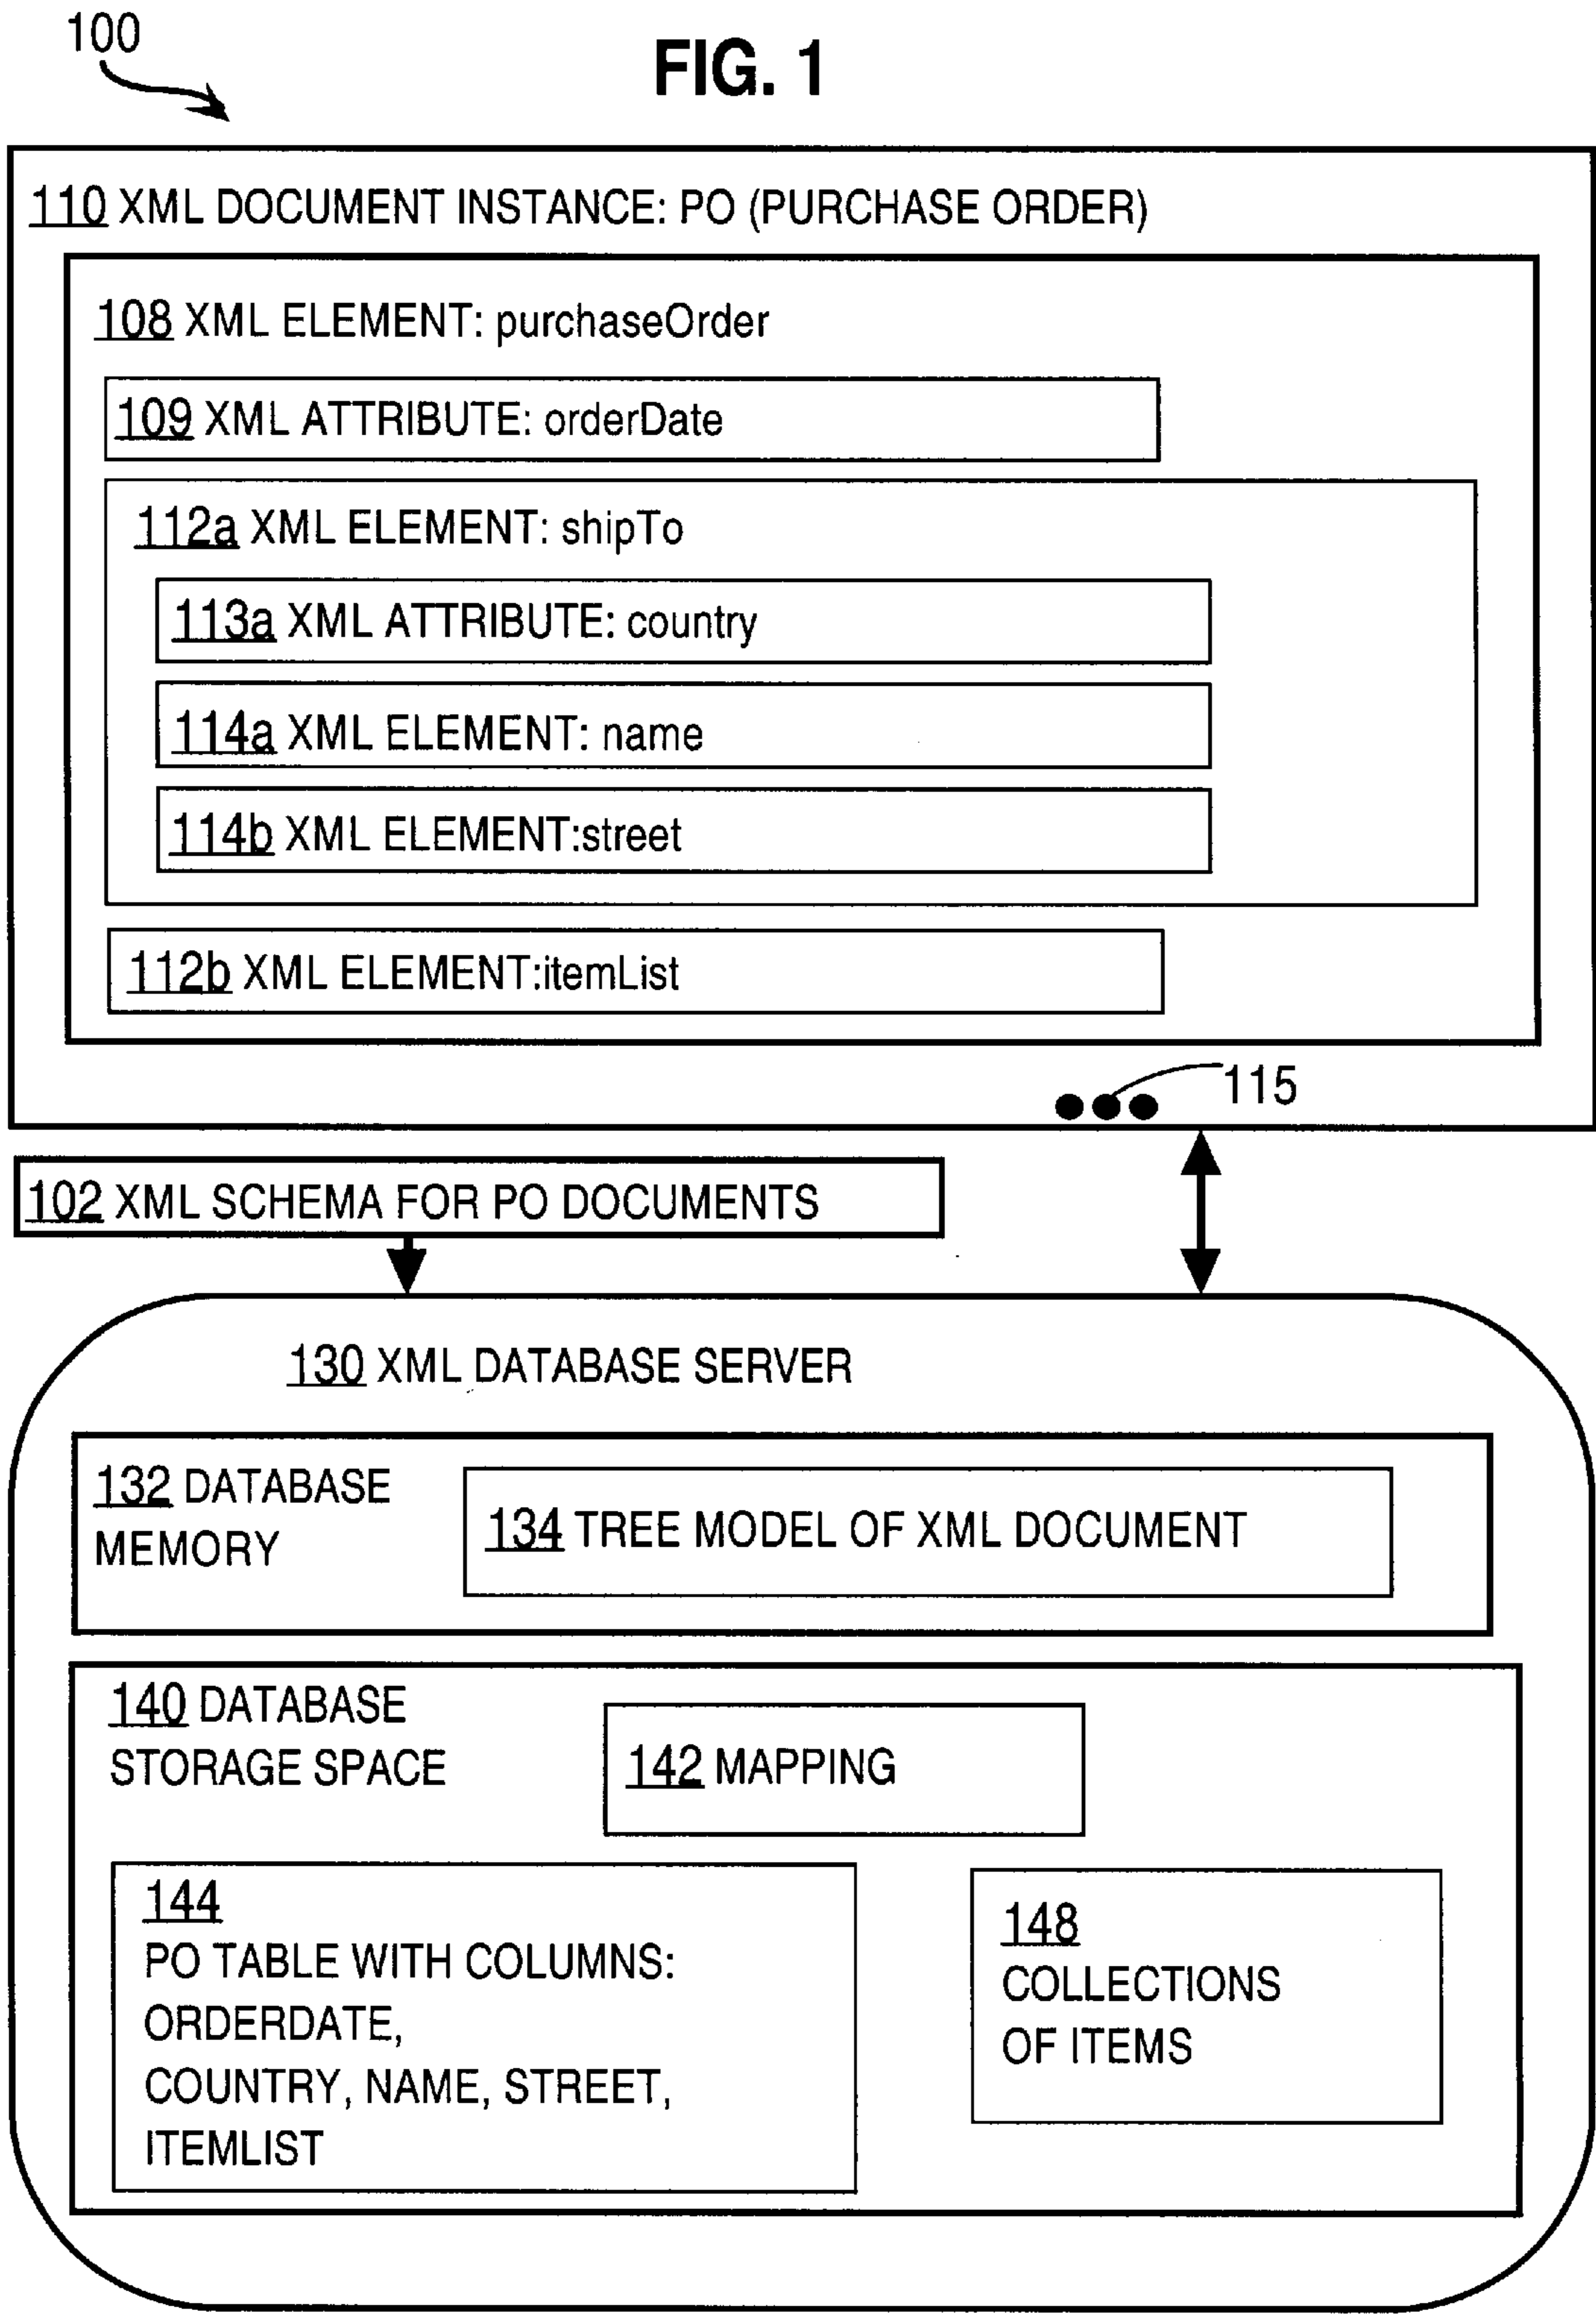 100
FIG. 1
110 XML DOCUMENT INSTANCE: PO (PURCHASE ORDER)
108 XML ELEMENT: purchaseOrder
109 XML ATTRIBUTE: orderDate
112a XML ELEMENT: shipTo
113a XML ATTRIBUTE: country
114a XML ELEMENT: name
114b XML ELEMENT:street
112b XML ELEMENT:itemList
115
102 XML SCHEMA FOR PO DOCUMENTS
130 XML DATABASE SERVER
132 DATABASE
MEMORY
134 TREE MODEL OF XML DOCUMENT
140 DATABASE
STORAGE SPACE
142 MAPPING
144
PO TABLE WITH COLUMNS:
ORDERDATE,
COUNTRY, NAME, STREET,
ITEMLIST
148
COLLECTIONS
OF ITEMS